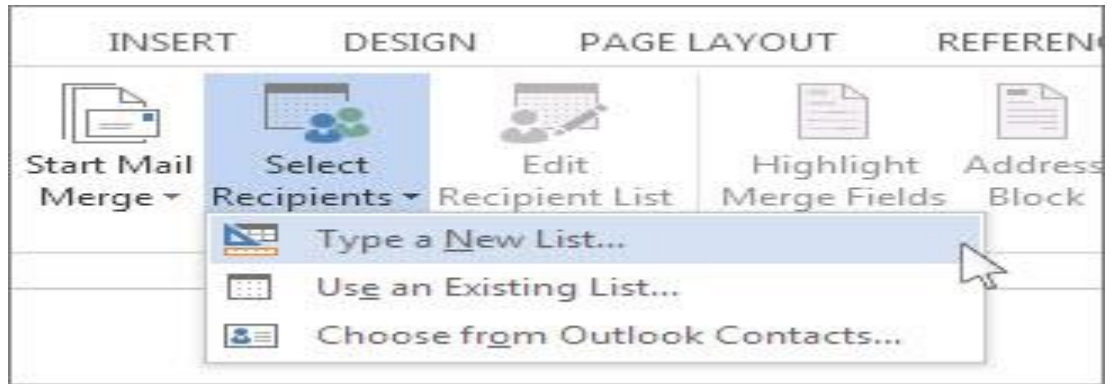 INSERT DESIGN PAGE LAYOUT REFEREN
Start Mail Merge Select Recipients Edit Recipient List Highlight Merge Fields Address Block
Type a New List...
Use an Existing List...
Choose from Outlook Contacts...